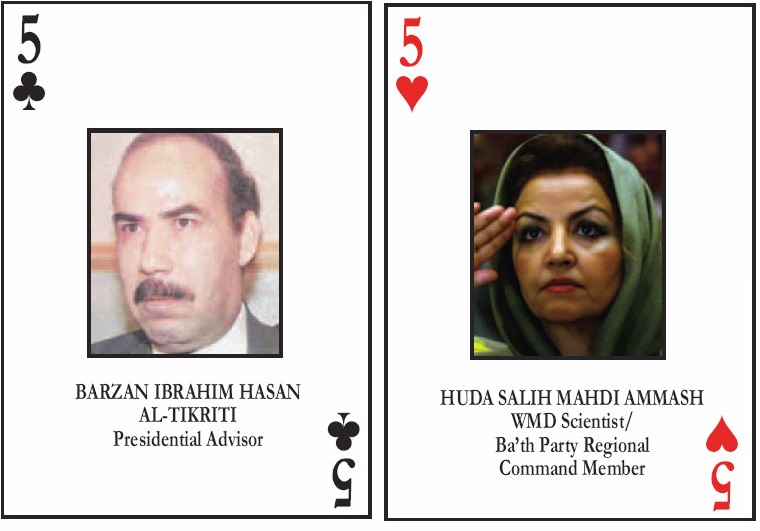 5
BARZAN IBRAHIM HASAN
AL-TIKRITI
Presidential Advisor
5
5
HUDA SALIH MAHDI AMMASH
WMD Scientist/
Ba'th Party Regional
Command Member
5